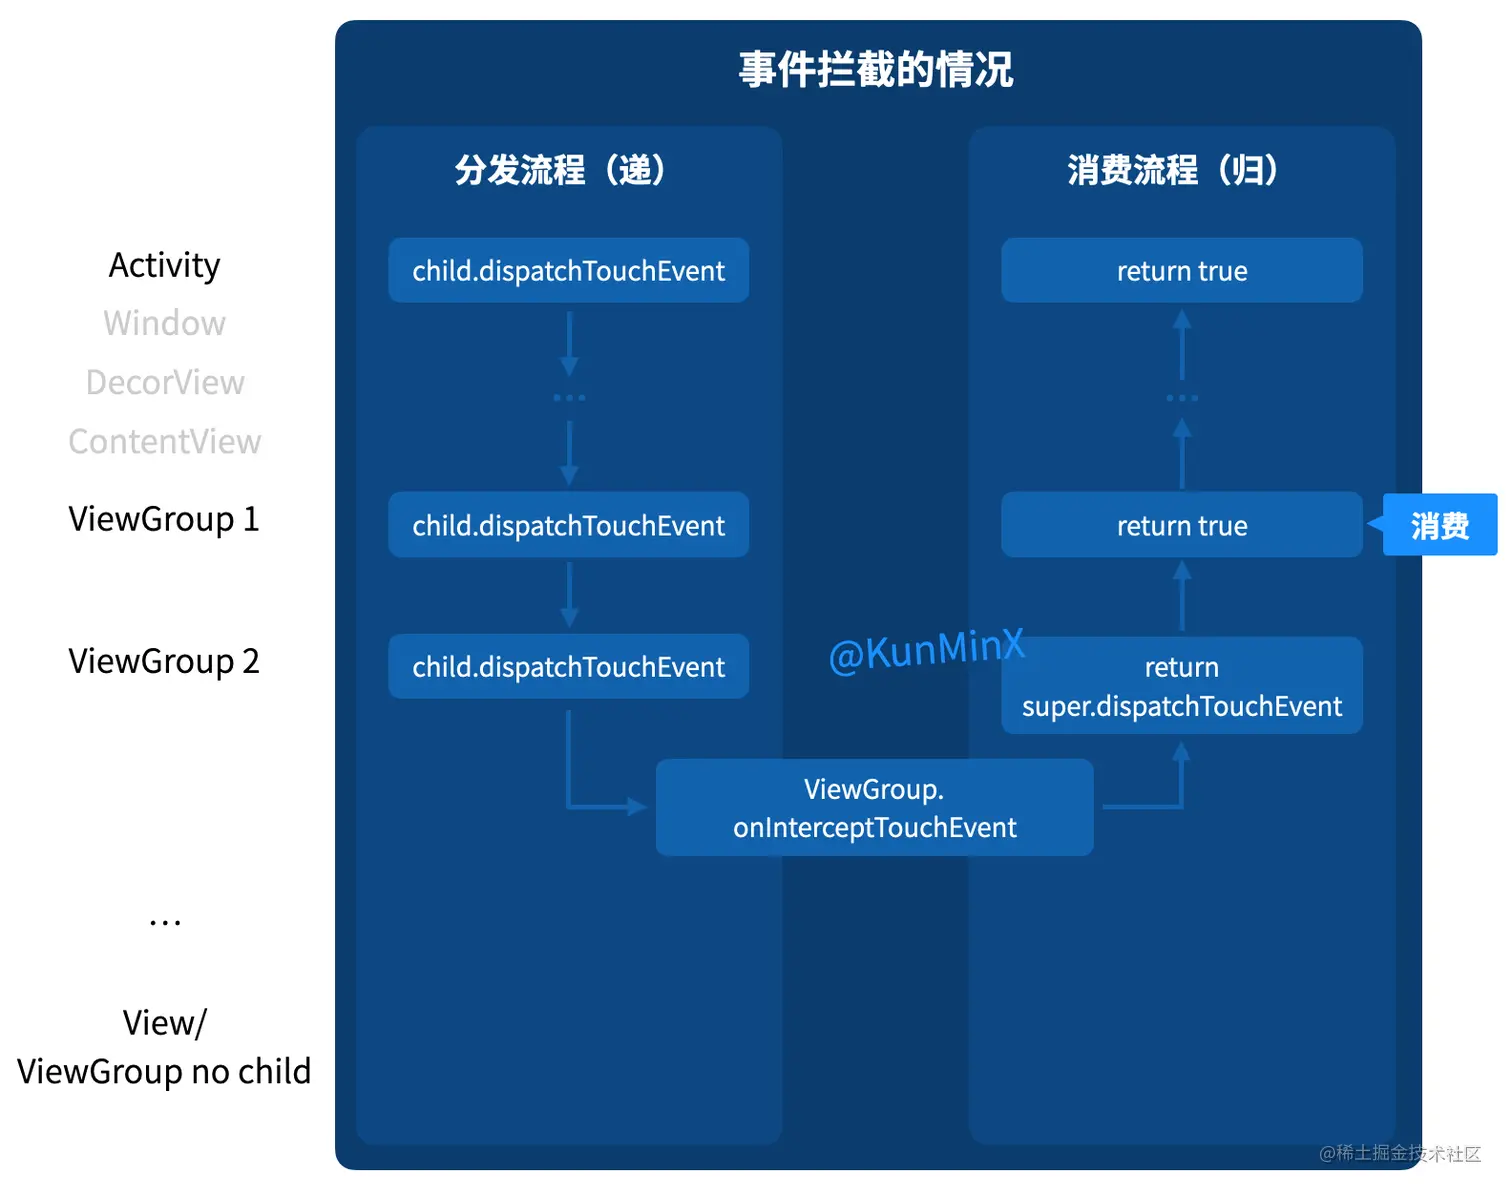 事件拦截的情况
分发流程（递）
消费流程（归）
Activity
child.dispatchTouchEvent
return true
Window
DecorView
...
...
ContentView
ViewGroup 1
child.dispatchTouchEvent
return true
消费
ViewGroup 2
child.dispatchTouchEvent
@KunMinX
return
super.dispatchTouchEvent
ViewGroup.
onInterceptTouchEvent
...
View/
ViewGroup no child
@稀土掘金技术社区